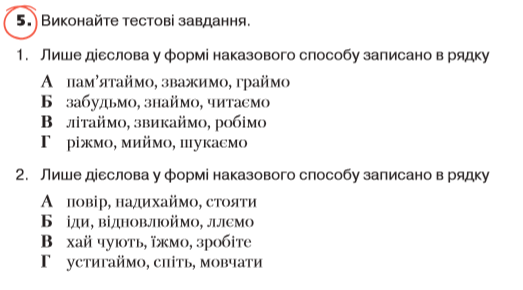 5. Виконайте тестові завдання.
1. Лише дієслова у формі наказового способу записано в рядку
А пам’ятаймо, зважимо, граймо
Б забудьмо, знаймо, читаємо
В літаймо, звикаймо, робімо
Г ріжмо, миймо, шукаємо
2. Лише дієслова у формі наказового способу записано в рядку
А повір, надихаймо, стояти
Б іди, відновлюймо, ллємо
В хай чують, їжмо, зробіте
Г устигаймо, спіть, мовчати